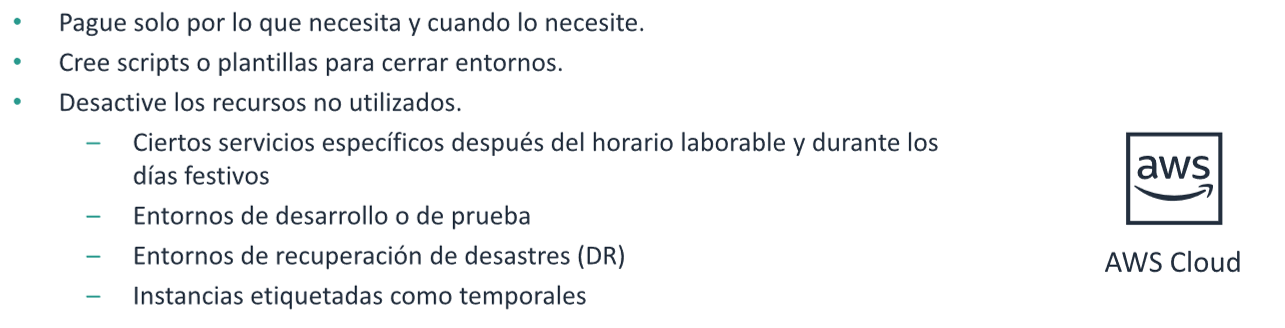 • Pague solo por lo que necesita y cuando lo necesite.
• Cree scripts o plantillas para cerrar entornos.
• Desactive los recursos no utilizados.
– Ciertos servicios específicos después del horario laborable y durante los
días festivos
– Entornos de desarrollo o de prueba
– Entornos de recuperación de desastres (DR)
– Instancias etiquetadas como temporales
aws
AWS Cloud